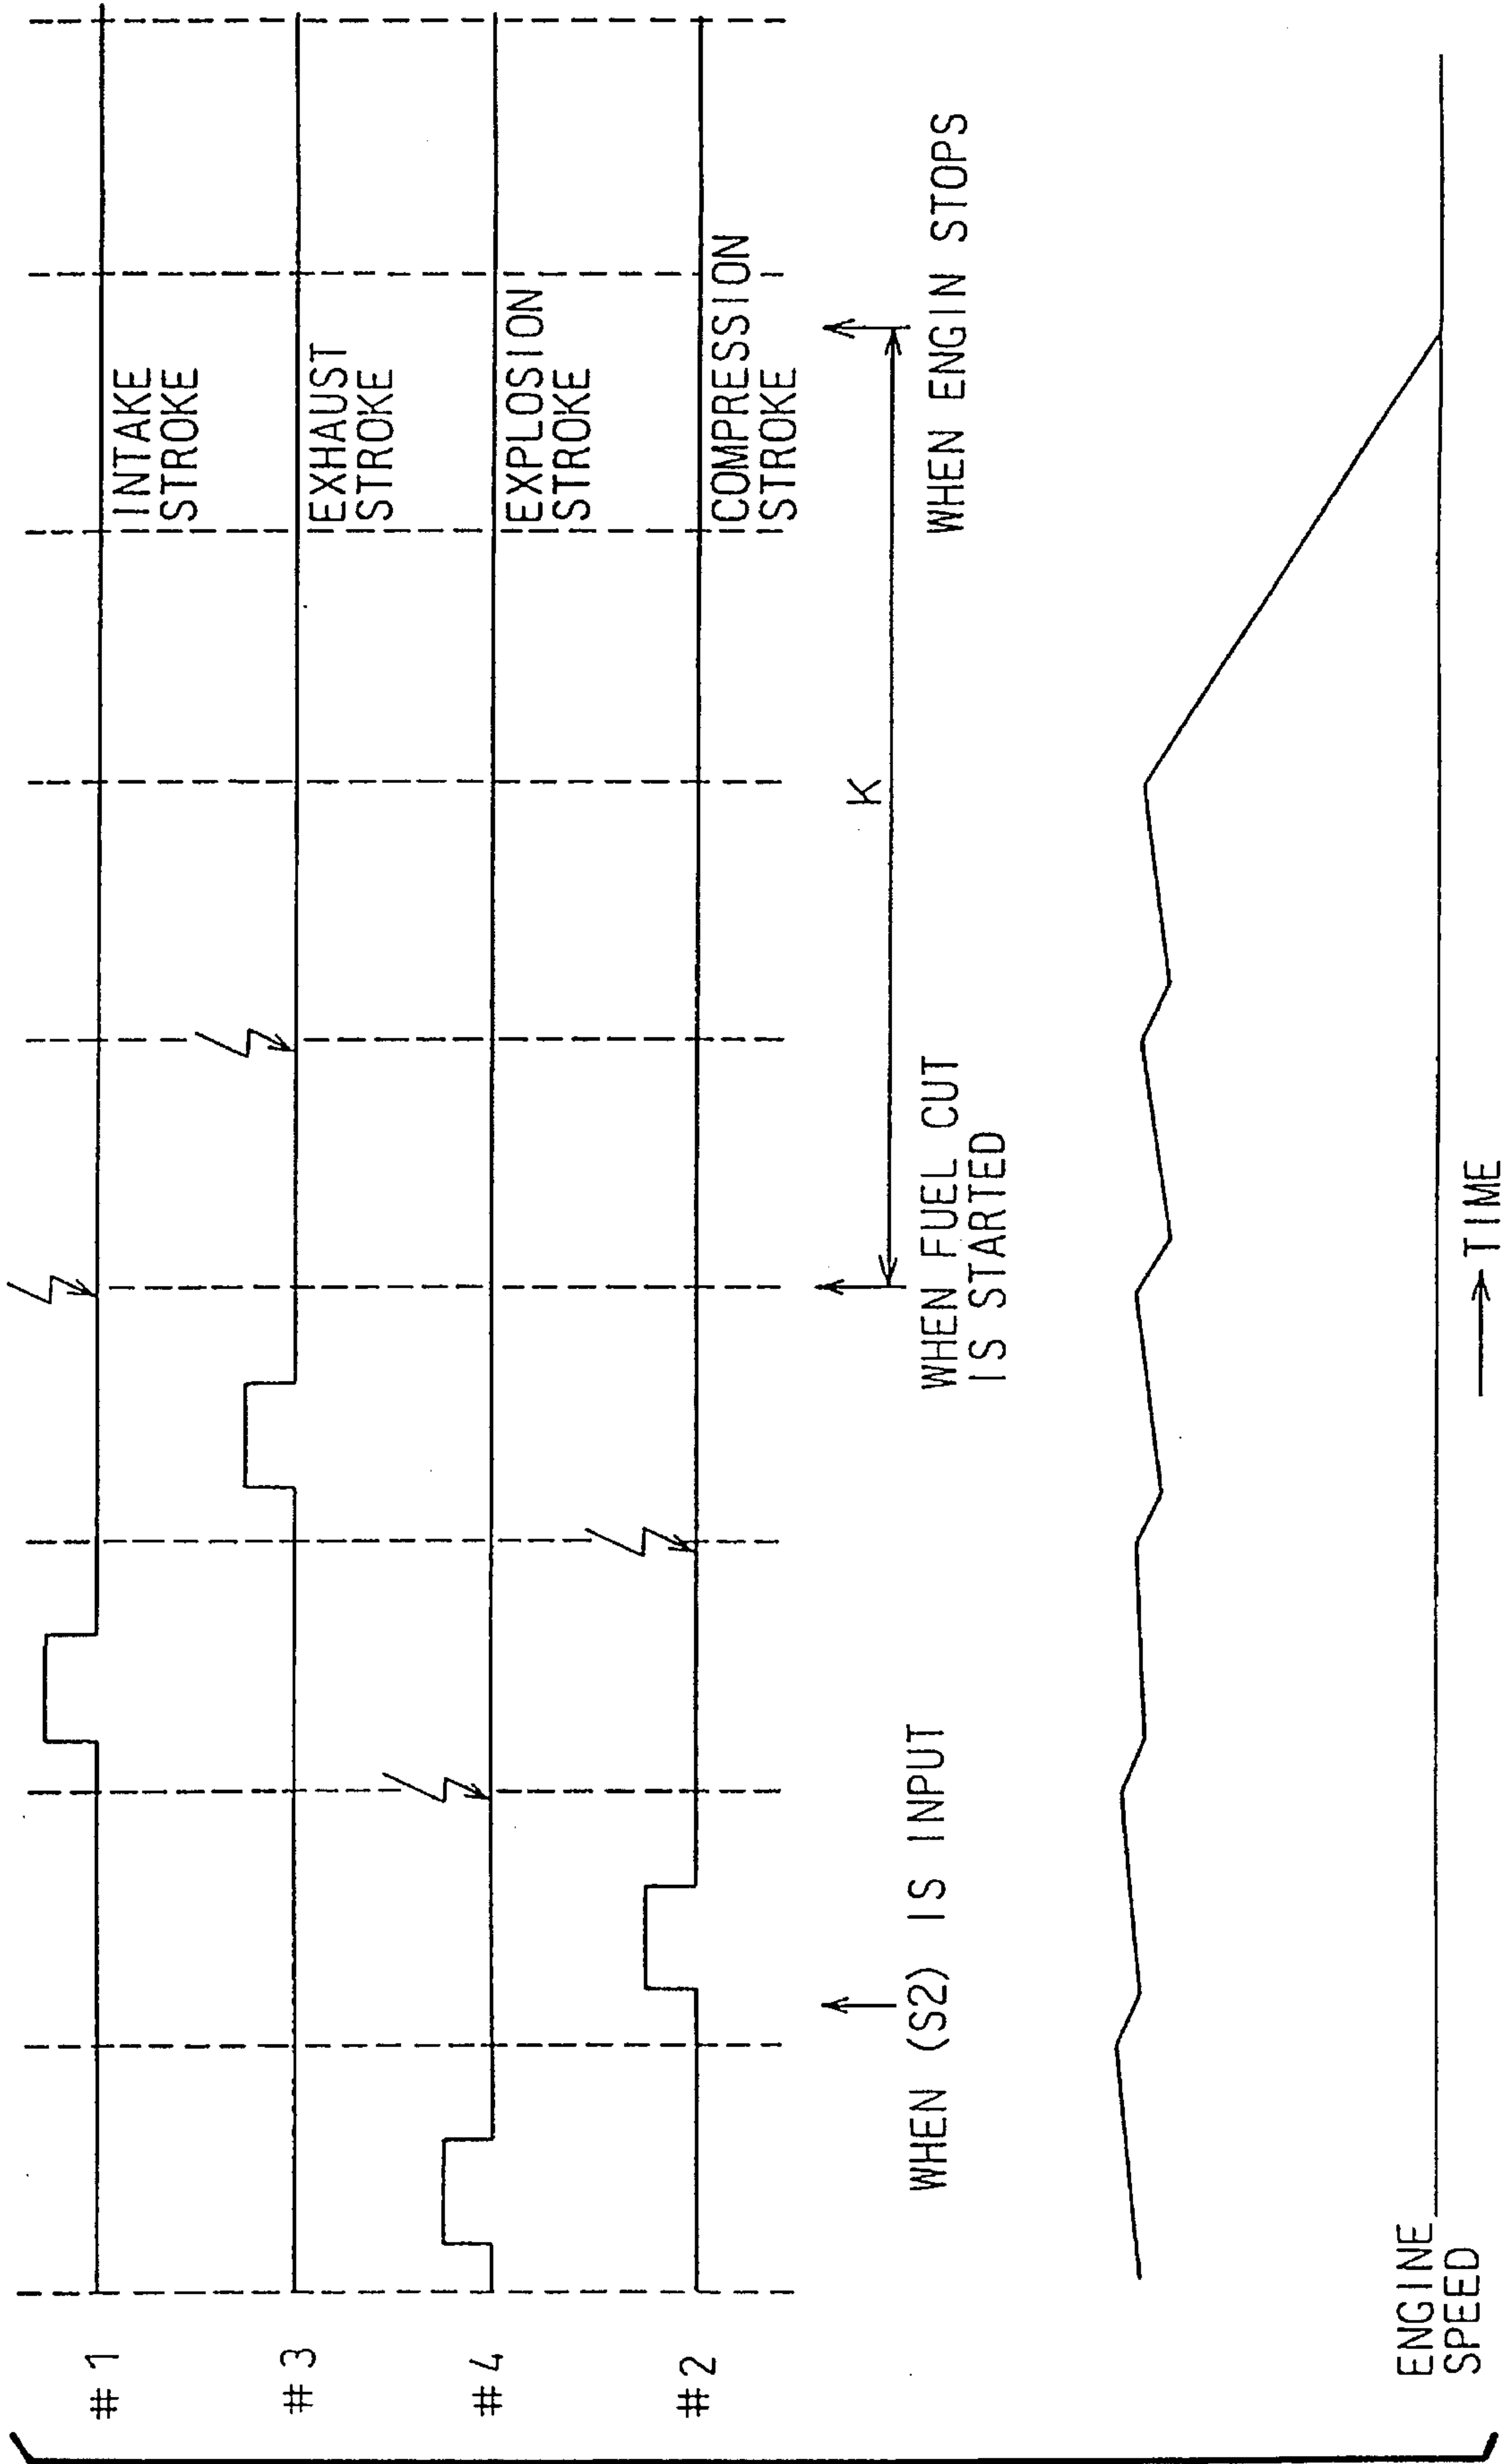 # 1
INTAKE
STROKE
# 3
EXHAUST
STROKE
# 4
EXPLOSION
STROKE
# 2
COMPRESSION
STROKE
K
WHEN (S2) IS INPUT
WHEN FUEL CUT
IS STARTED
WHEN ENGIN STOPS
ENGINE
SPEED
TIME